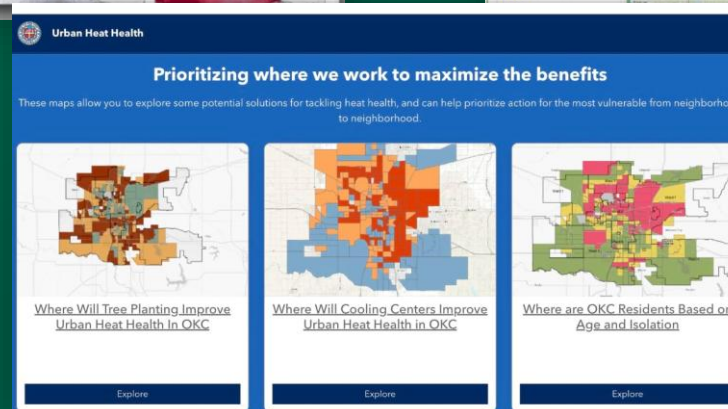 Urban Heat Health
Prioritizing where we work to maximize the benefits
These maps allow you to explore some potential solutions for tackling heat health, and can help prioritize action for the most vulnerable from neighborho
to neighborhood.
Where Will Tree Planting Improve
Urban Heat Health In OKC
Where Will Cooling Centers Improve
Urban Heat Health in OKC
Where are OKC Residents Based on
Age and Isolation
Explore
Explore
Explore